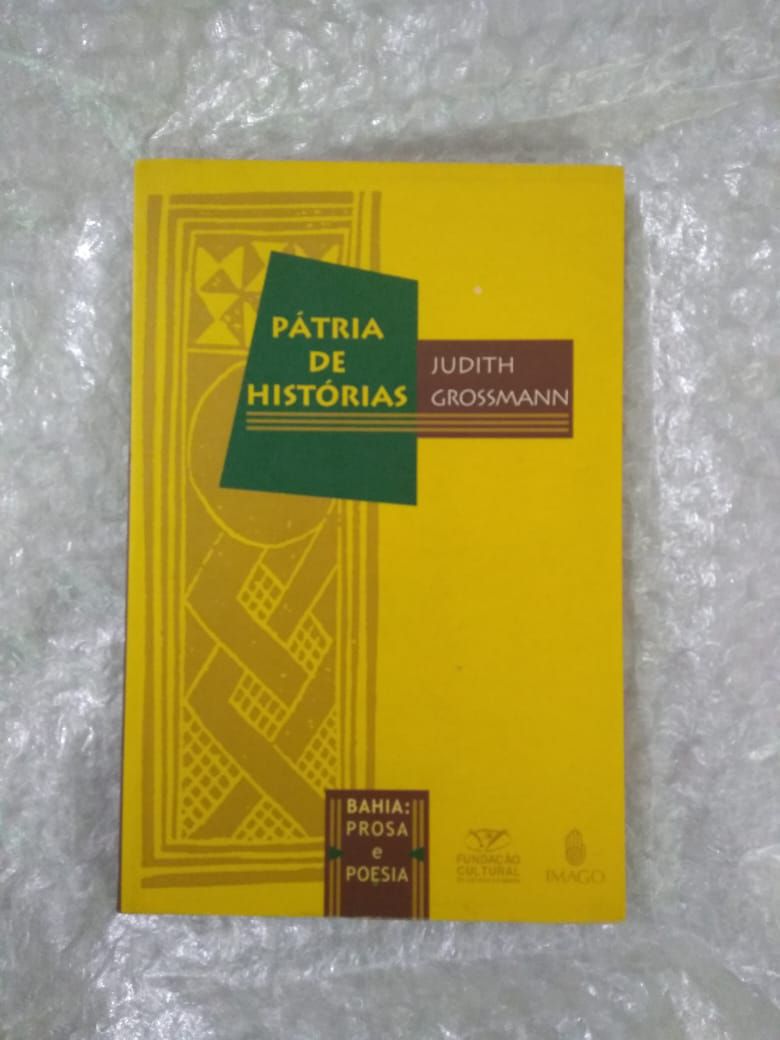 PÁTRIA
DE
HISTÓRIAS
JUDITH
GROSSMANN
BAHIA:
PROSA
e
POESIA
FUNDAÇÃO
CULTURAL
IMAGO